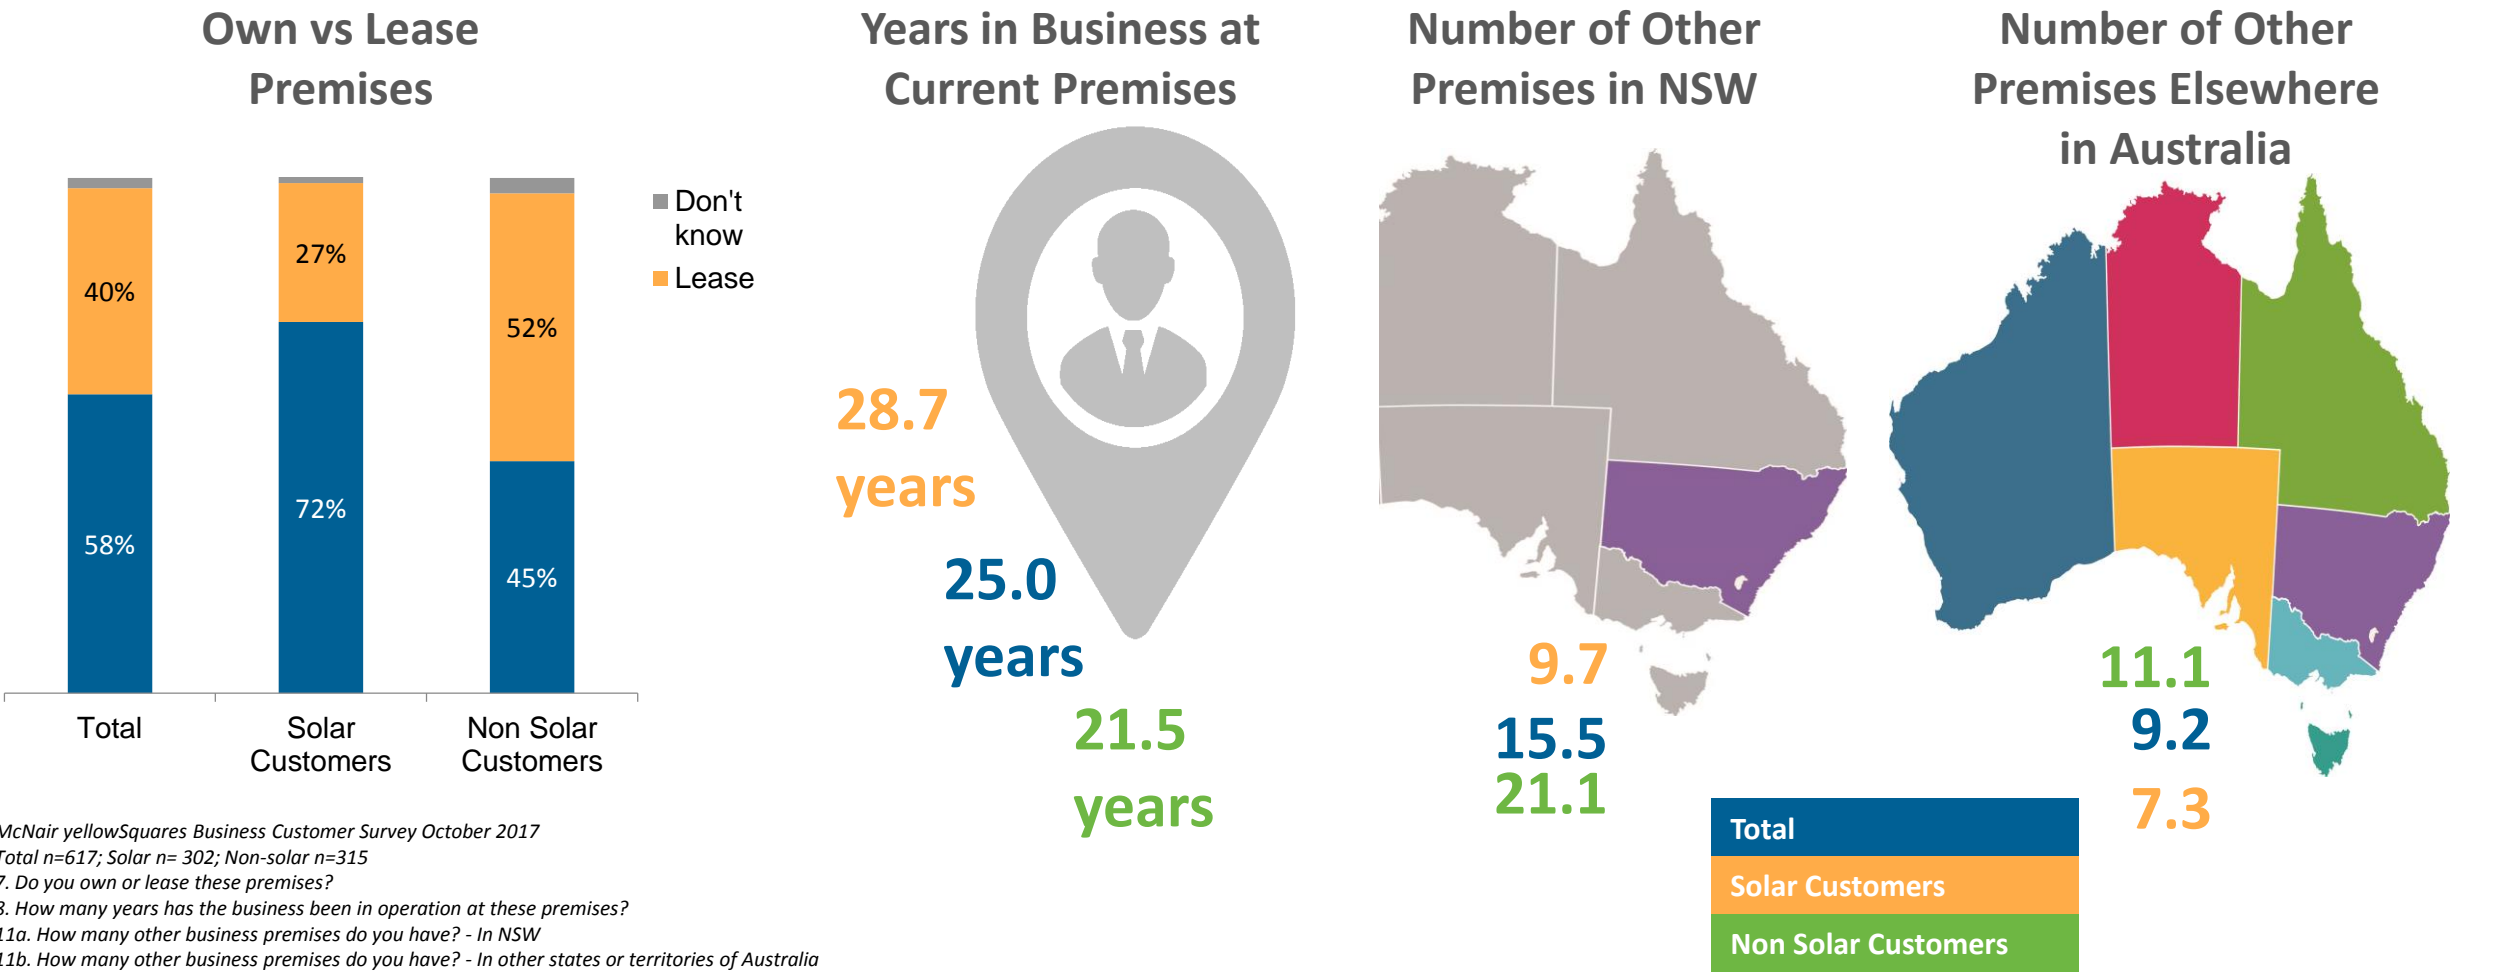 Own vs Lease
Premises
Years in Business at
Current Premises
Number of Other
Premises in NSW
Number of Other
Premises Elsewhere
in Australia
Don't
know
Lease
40%
58%
27%
72%
52%
45%
Total
Solar
Customers
Non Solar
Customers
28.7
years
25.0
years
21.5
years
9.7
15.5
21.1
11.1
9.2
7.3
Total
Solar Customers
Non Solar Customers
McNair yellowSquares Business Customer Survey October 2017
Total n=617; Solar n= 302; Non-solar n=315
7. Do you own or lease these premises?
8. How many years has the business been in operation at these premises?
11a. How many other business premises do you have? - In NSW
11b. How many other business premises do you have? - In other states or territories of Australia